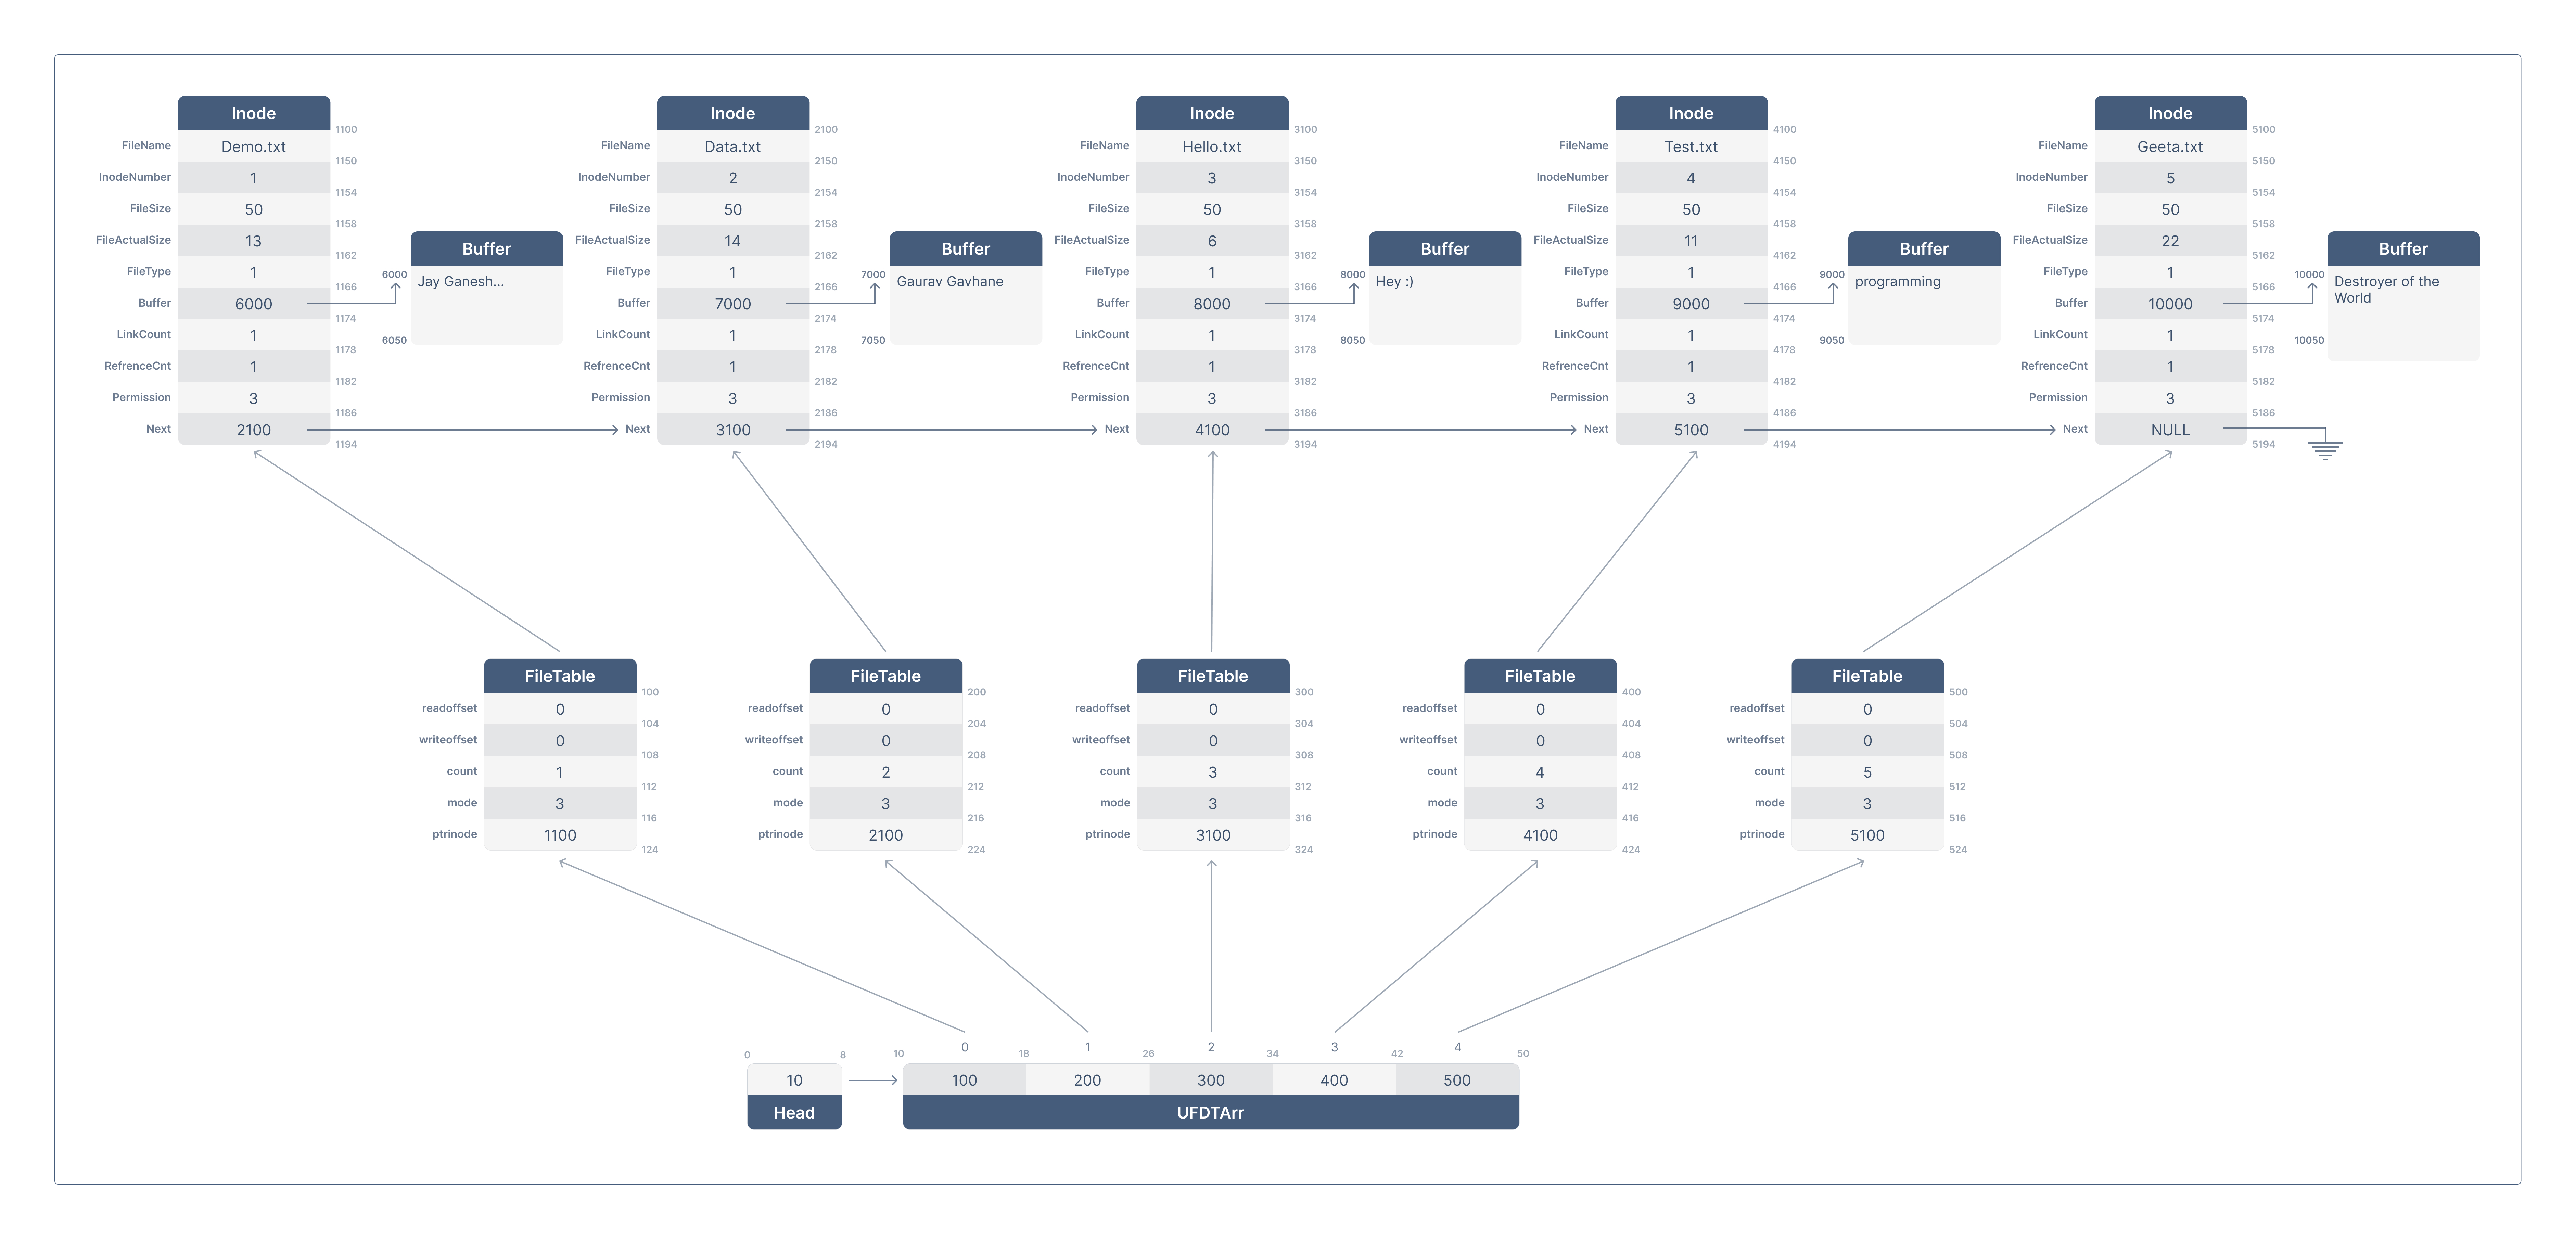 Inode
1100
FileName Demo.txt
1150
InodeNumber 1
1154
FileSize 50
1158
FileActualSize 13
1162
FileType 1
1166
Buffer 6000
1174
LinkCount 1
1178
RefrenceCnt 1
1182
Permission 3
1186
Next 2100
1194
Buffer
6000
Jay Ganesh...
6050
Inode
2100
FileName Data.txt
2150
InodeNumber 2
2154
FileSize 50
2158
FileActualSize 14
2162
FileType 1
2166
Buffer 7000
2174
LinkCount 1
2178
RefrenceCnt 1
2182
Permission 3
2186
Next 3100
2194
Buffer
7000
Gaurav Gavhane
7050
Inode
3100
FileName Hello.txt
3150
InodeNumber 3
3154
FileSize 50
3158
FileActualSize 6
3162
FileType 1
3166
Buffer 8000
3174
LinkCount 1
3178
RefrenceCnt 1
3182
Permission 3
3186
Next 4100
3194
Buffer
8000
Hey :)
8050
Inode
4100
FileName Test.txt
4150
InodeNumber 4
4154
FileSize 50
4158
FileActualSize 11
4162
FileType 1
4166
Buffer 9000
4174
LinkCount 1
4178
RefrenceCnt 1
4182
Permission 3
4186
Next 5100
4194
Buffer
9000
programming
9050
Inode
5100
FileName Geeta.txt
5150
InodeNumber 5
5154
FileSize 50
5158
FileActualSize 22
5162
FileType 1
5166
Buffer 10000
5174
LinkCount 1
5178
RefrenceCnt 1
5182
Permission 3
5186
Next NULL
5194
Buffer
10000
Destroyer of the
World
10050
FileTable
100
readoffset 0
104
writeoffset 0
108
count 1
112
mode 3
116
ptrinode 1100
124
FileTable
200
readoffset 0
204
writeoffset 0
208
count 2
212
mode 3
216
ptrinode 2100
224
FileTable
300
readoffset 0
304
writeoffset 0
308
count 3
312
mode 3
316
ptrinode 3100
324
FileTable
400
readoffset 0
404
writeoffset 0
408
count 4
412
mode 3
416
ptrinode 4100
424
FileTable
500
readoffset 0
504
writeoffset 0
508
count 5
512
mode 3
516
ptrinode 5100
524
0 8
10
Head
10 0 18 1 26 2 34 3 42 4 50
100 200 300 400 500
UFDTArr